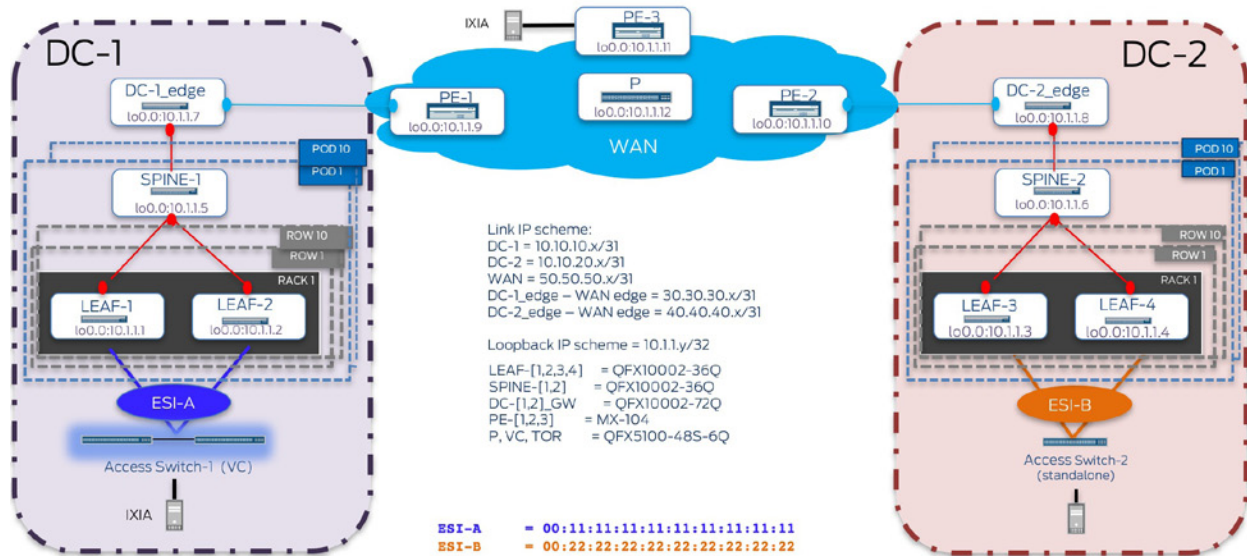 IXIA
PE-3
lo0.0:10.1.1.11
DC-1
DC-1_edge
lo0.0:10.1.1.7
PE-1
lo0.0:10.1.1.9
P
lo0.0:10.1.1.12
PE-2
lo0.0:10.1.1.10
WAN
DC-2
DC-2_edge
lo0.0:10.1.1.8
POD 10
POD 1
SPINE-1
lo0.0:10.1.1.5
ROW 10
ROW 1
RACK 1
LEAF-1
lo0.0:10.1.1.1
LEAF-2
lo0.0:10.1.1.2
ESI-A
Access Switch-1 (VC)
IXIA
Link IP scheme:
DC-1 = 10.10.10.x/31
DC-2 = 10.10.20.x/31
WAN = 50.50.50.x/31
DC-1_edge – WAN edge = 30.30.30.x/31
DC-2_edge – WAN edge = 40.40.40.x/31
Loopback IP scheme = 10.1.1.y/32
LEAF-[1,2,3,4] = QFX10002-36Q
SPINE-[1,2] = QFX10002-36Q
DC-[1,2]_GW = QFX10002-72Q
PE-[1,2,3] = MX-104
P, VC, TOR = QFX5100-48S-6Q
ESI-A = 00:11:11:11:11:11:11:11:11:11
ESI-B = 00:22:22:22:22:22:22:22:22:22
POD 10
POD 1
SPINE-2
lo0.0:10.1.1.6
ROW 10
ROW 1
RACK 1
LEAF-3
lo0.0:10.1.1.3
LEAF-4
lo0.0:10.1.1.4
ESI-B
Access Switch-2
(standalone)